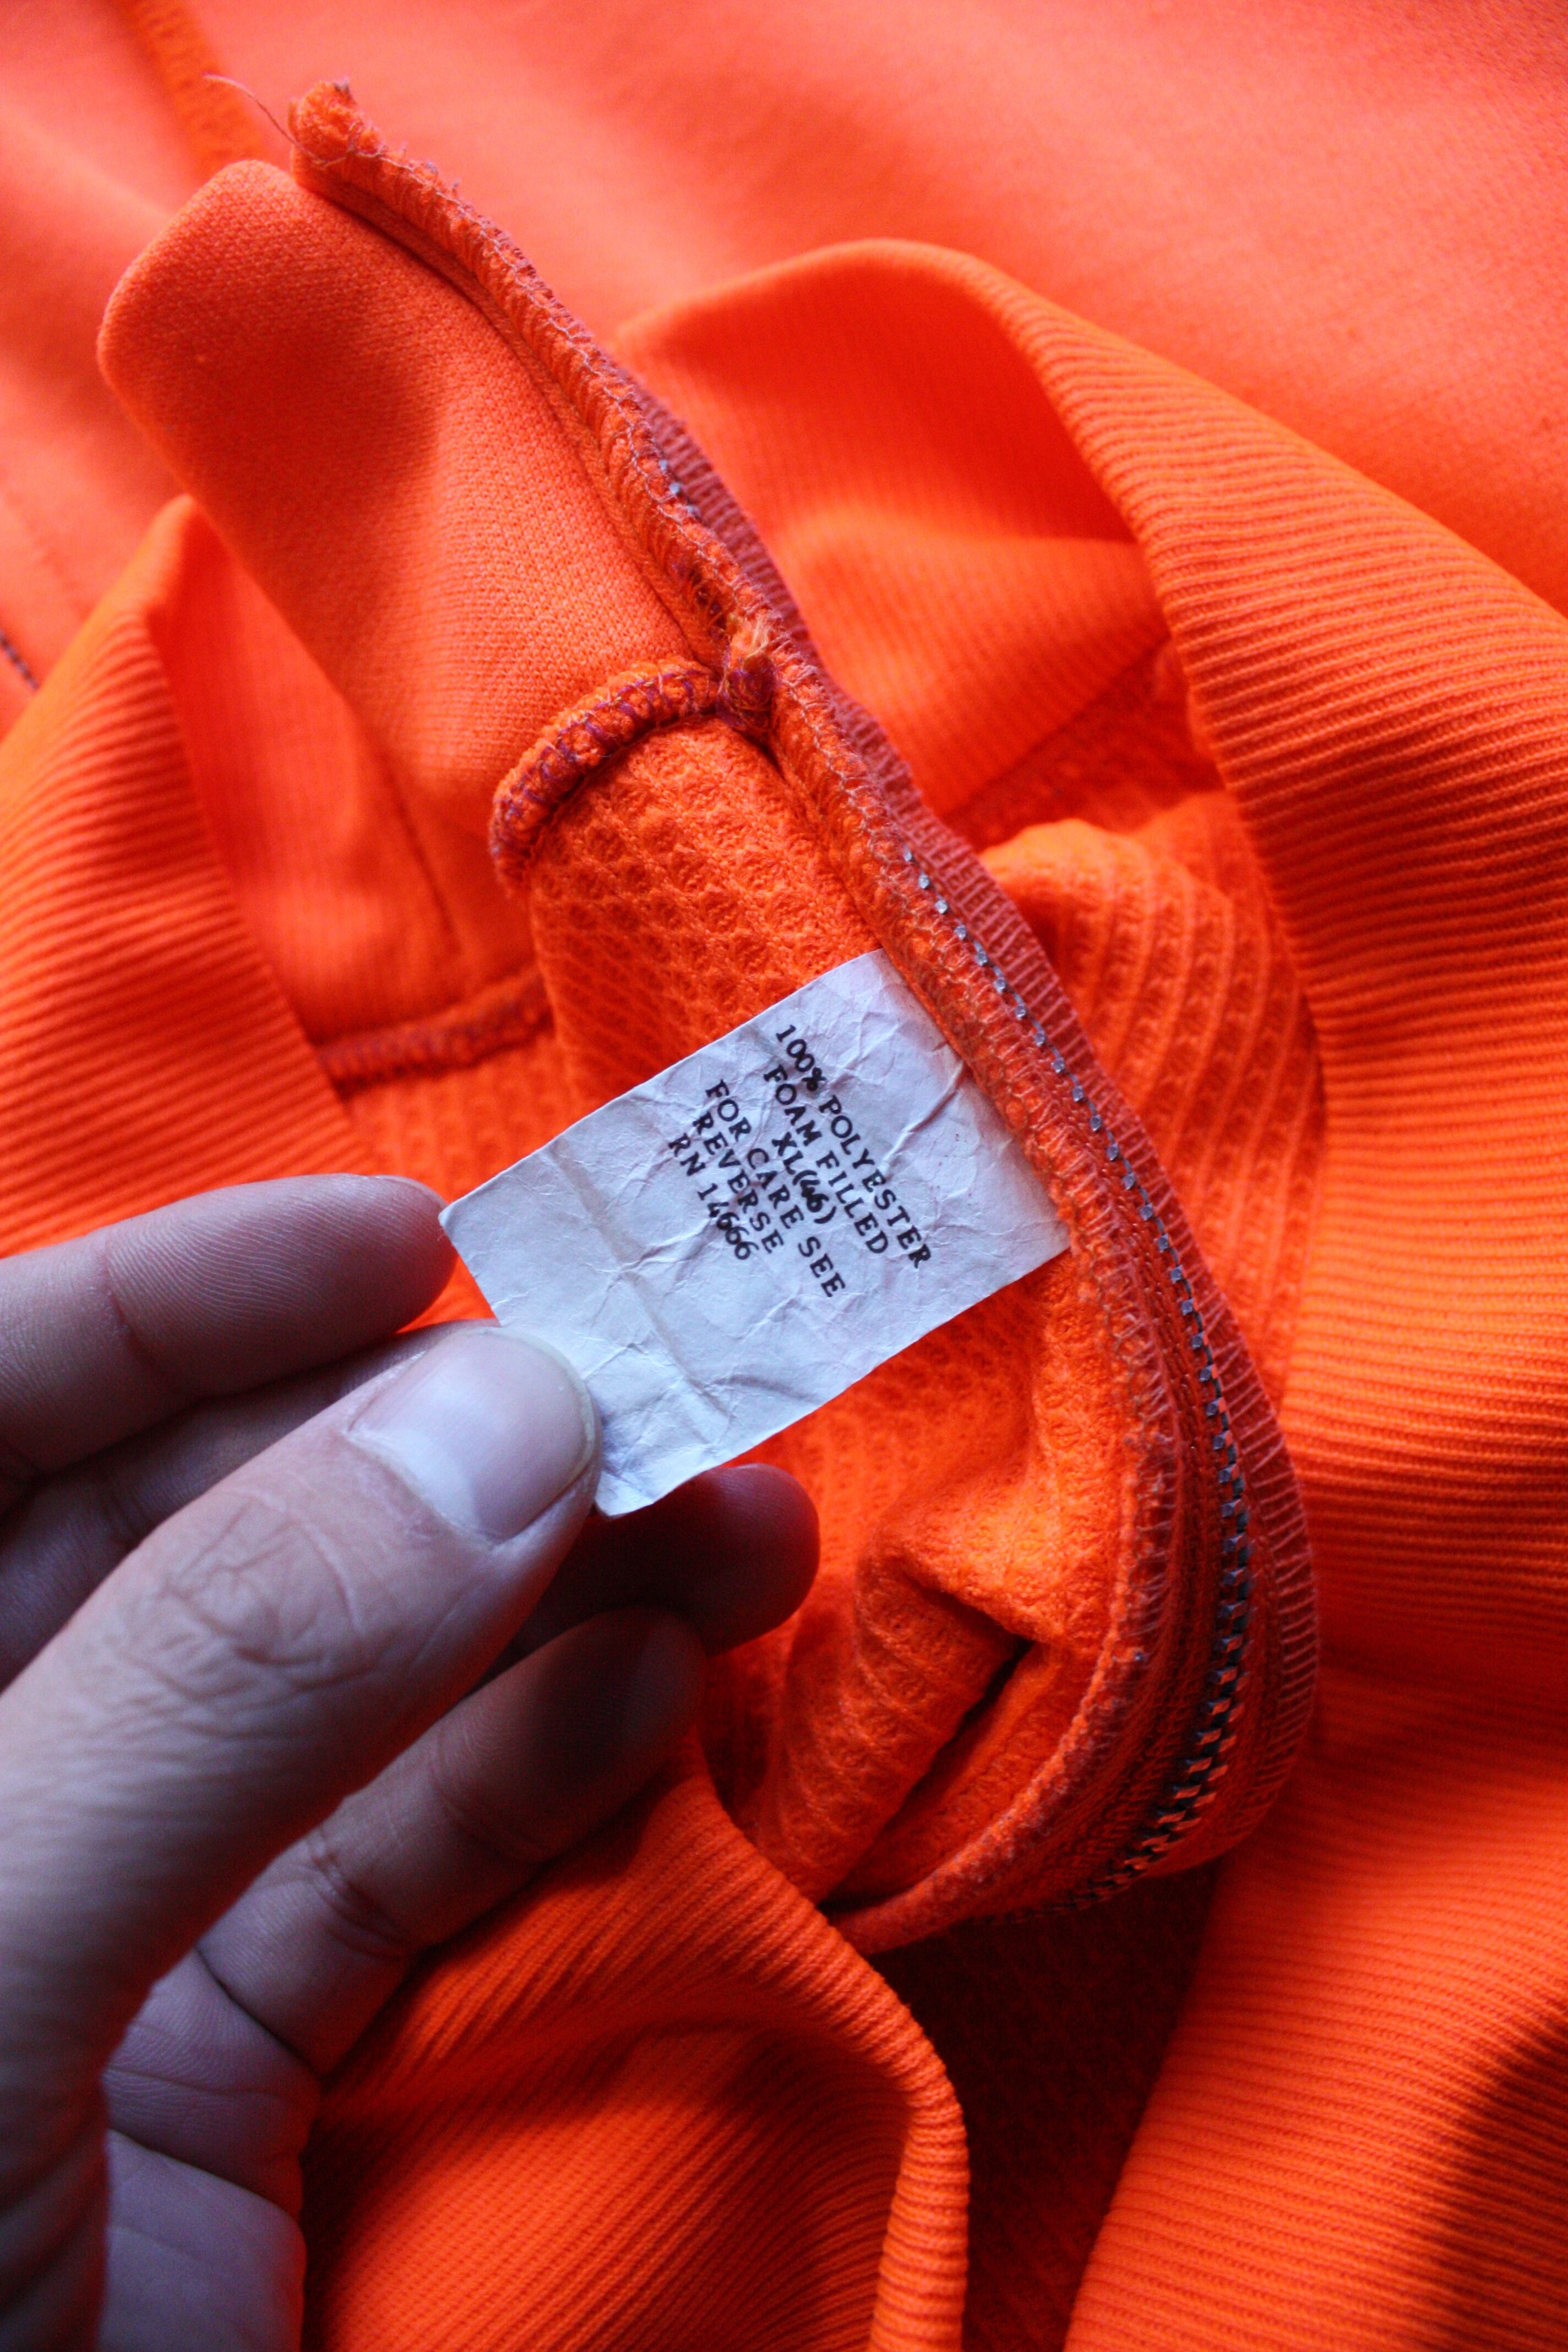 100% POLYESTER
FOAM FILLED
XL(46)
FOR CARE SEE
REVERSE
RN 14666